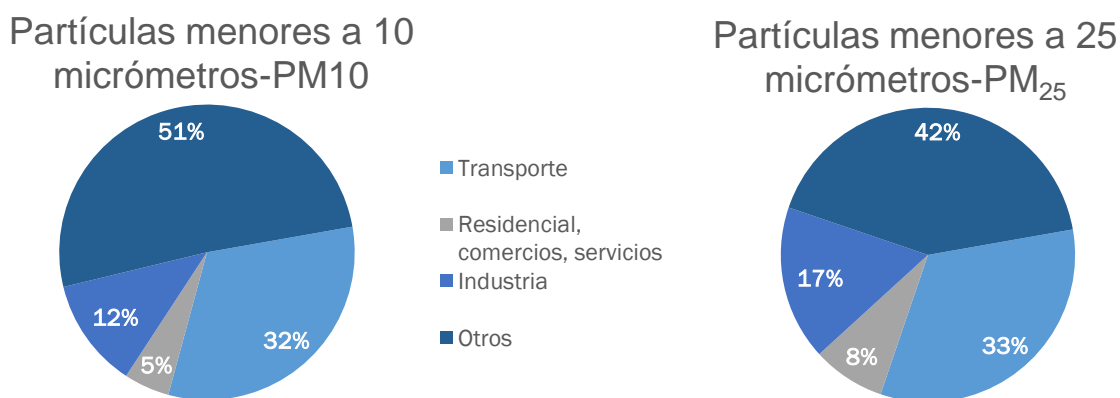 Partículas menores a 10
micrómetros-PM10
51%
12%
5%
32%
Transporte
Residencial,
comercios, servicios
Industria
Otros
Partículas menores a 25
micrómetros-PM₂₅
42%
17%
8%
33%